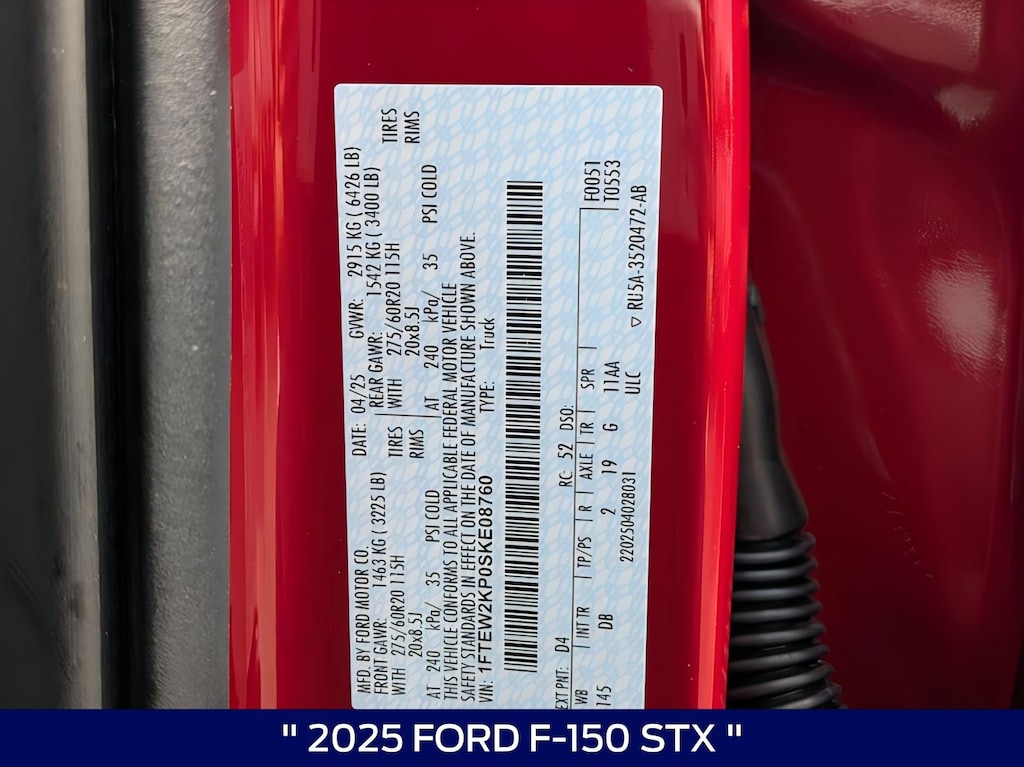 MFD. BY FORD MOTOR CO.
DATE: 04/25 GVWR: 2915 KG ( 6426 LB)
FRONT GAWR: 1463 KG ( 3225 LB)
REAR GAWR: 1542 KG ( 3400 LB)
WITH 275/60R20 115H TIRES
WITH 275/60R20 115H TIRES
20x8.5J RIMS
20x8.5J RIMS
AT 240 kPa/ 35 PSI COLD
AT 240 kPa/ 35 PSI COLD
THIS VEHICLE CONFORMS TO ALL APPLICABLE FEDERAL MOTOR VEHICLE
SAFETY STANDARDS IN EFFECT ON THE DATE OF MANUFACTURE SHOWN ABOVE.
VIN: 1FTEW2KP0SKE08760 TYPE: Truck
EXT PNT: D4 RC: 52 DSO: F0051
WB INT TR TP/PS R AXLE TR SPR T0553
145 DB 2 19 G 11AA
220250402803I ULC ▽ RU5A-3520472-AB
" 2025 FORD F-150 STX "